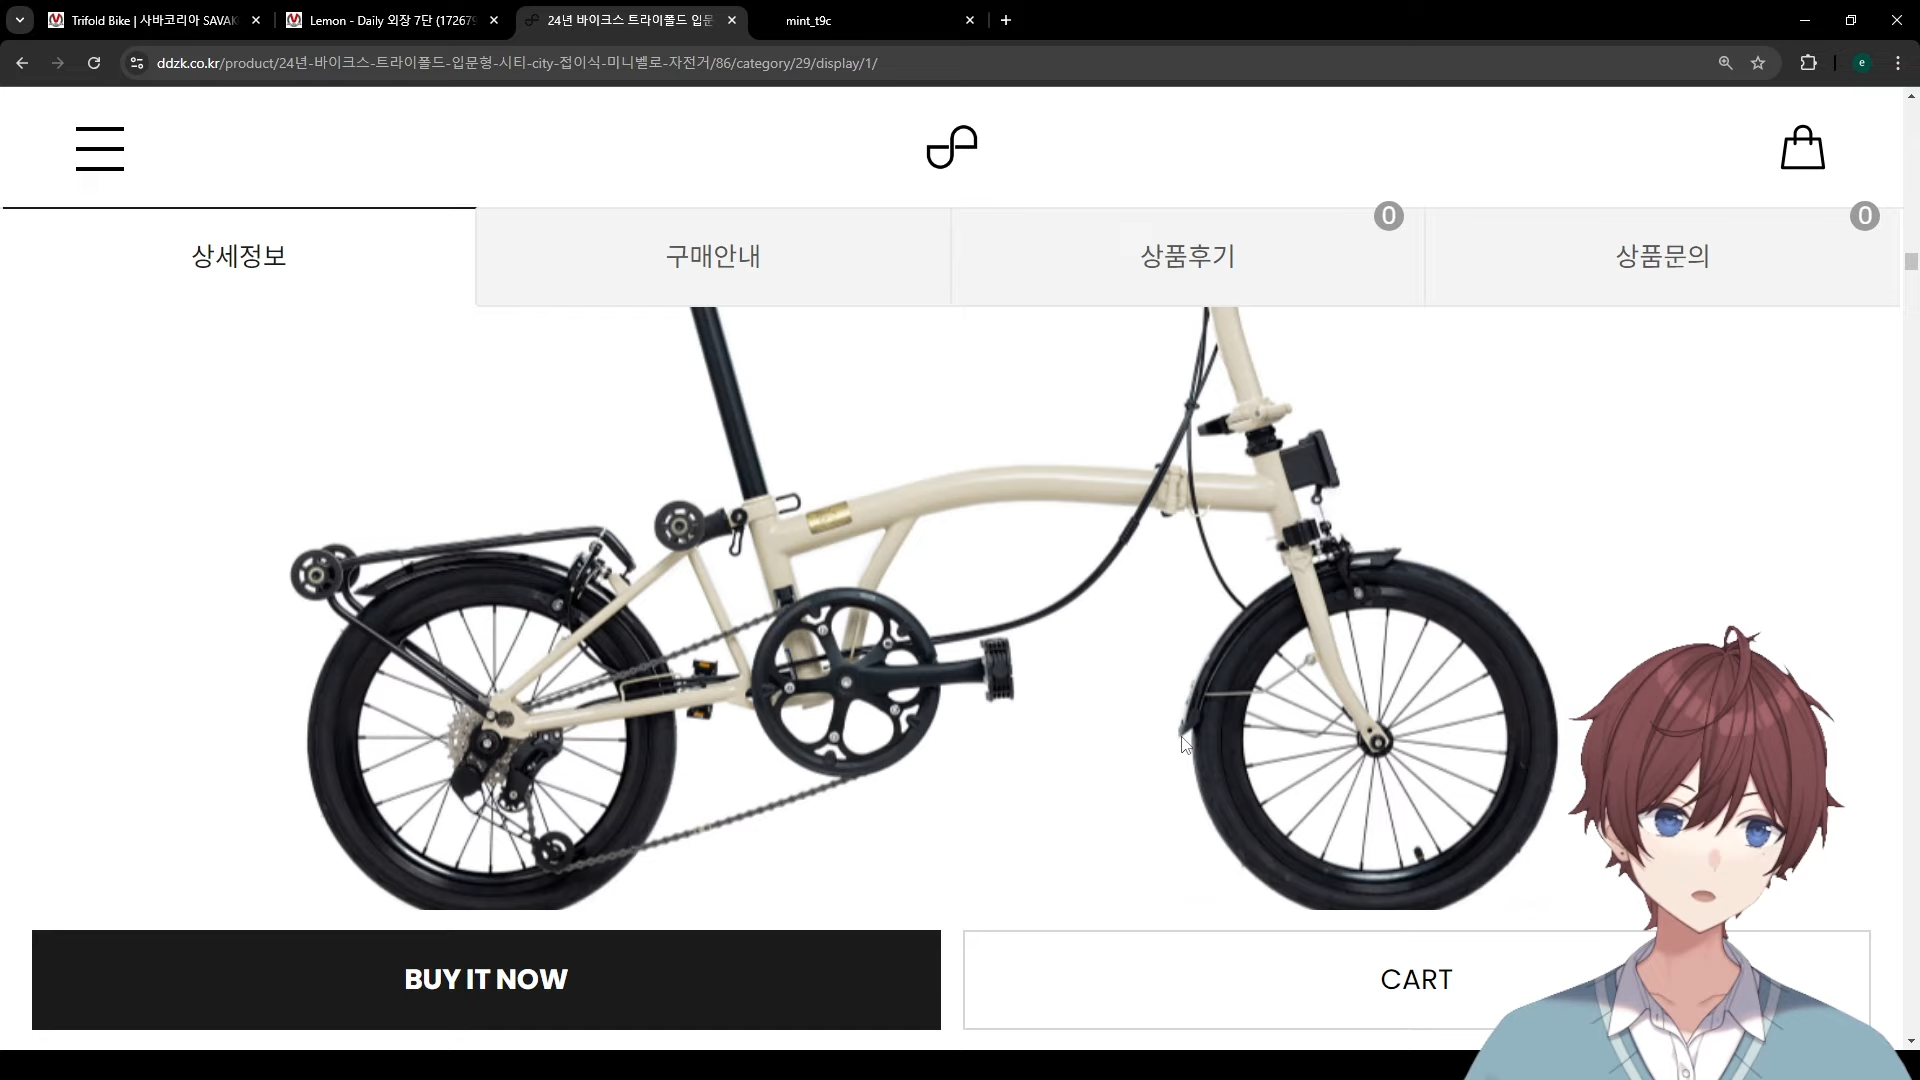 Trifold Bike | 사바코리아 SAVAK
Lemon - Daily 외장 7단 (17267
24년 바이크스 트라이폴드 입문
mint_t9c
ddzk.co.kr/product/24년-바이크스-트라이폴드-입문형-시티-city-접이식-미니벨로-자전거/86/category/29/display/1/
e
상세정보
구매안내
상품후기
0
상품문의
0
BUY IT NOW
CART